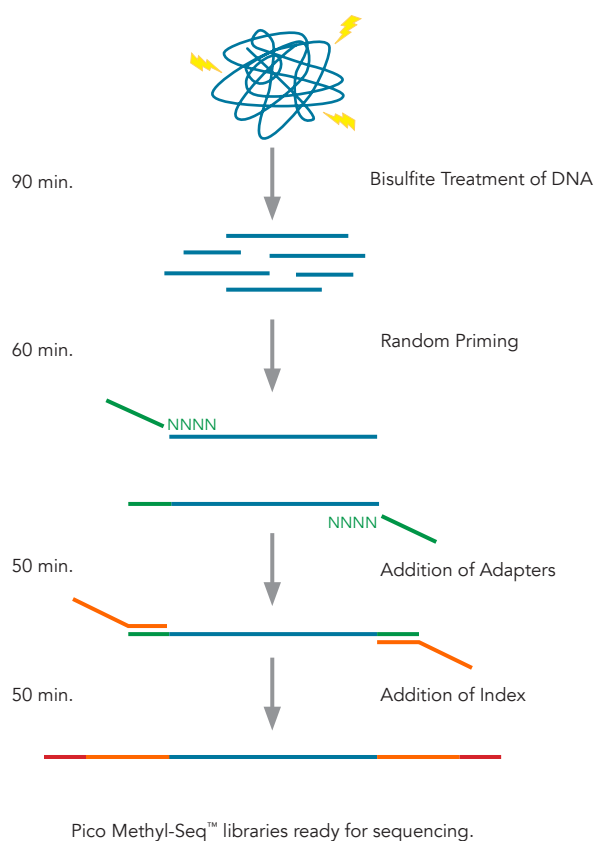 90 min.
Bisulfite Treatment of DNA
60 min.
Random Priming
NNNN
NNNN
50 min.
Addition of Adapters
50 min.
Addition of Index
Pico Methyl-Seq™ libraries ready for sequencing.